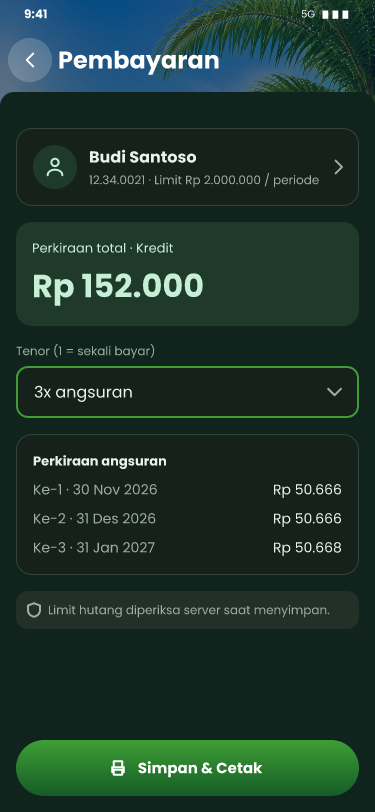 9:41
5G
Pembayaran
Budi Santoso
12.34.0021 · Limit Rp 2.000.000 / periode
Perkiraan total · Kredit
Rp 152.000
Tenor (1 = sekali bayar)
3x angsuran
Perkiraan angsuran
Ke-1 · 30 Nov 2026 Rp 50.666
Ke-2 · 31 Des 2026 Rp 50.666
Ke-3 · 31 Jan 2027 Rp 50.668
Limit hutang diperiksa server saat menyimpan.
Simpan & Cetak